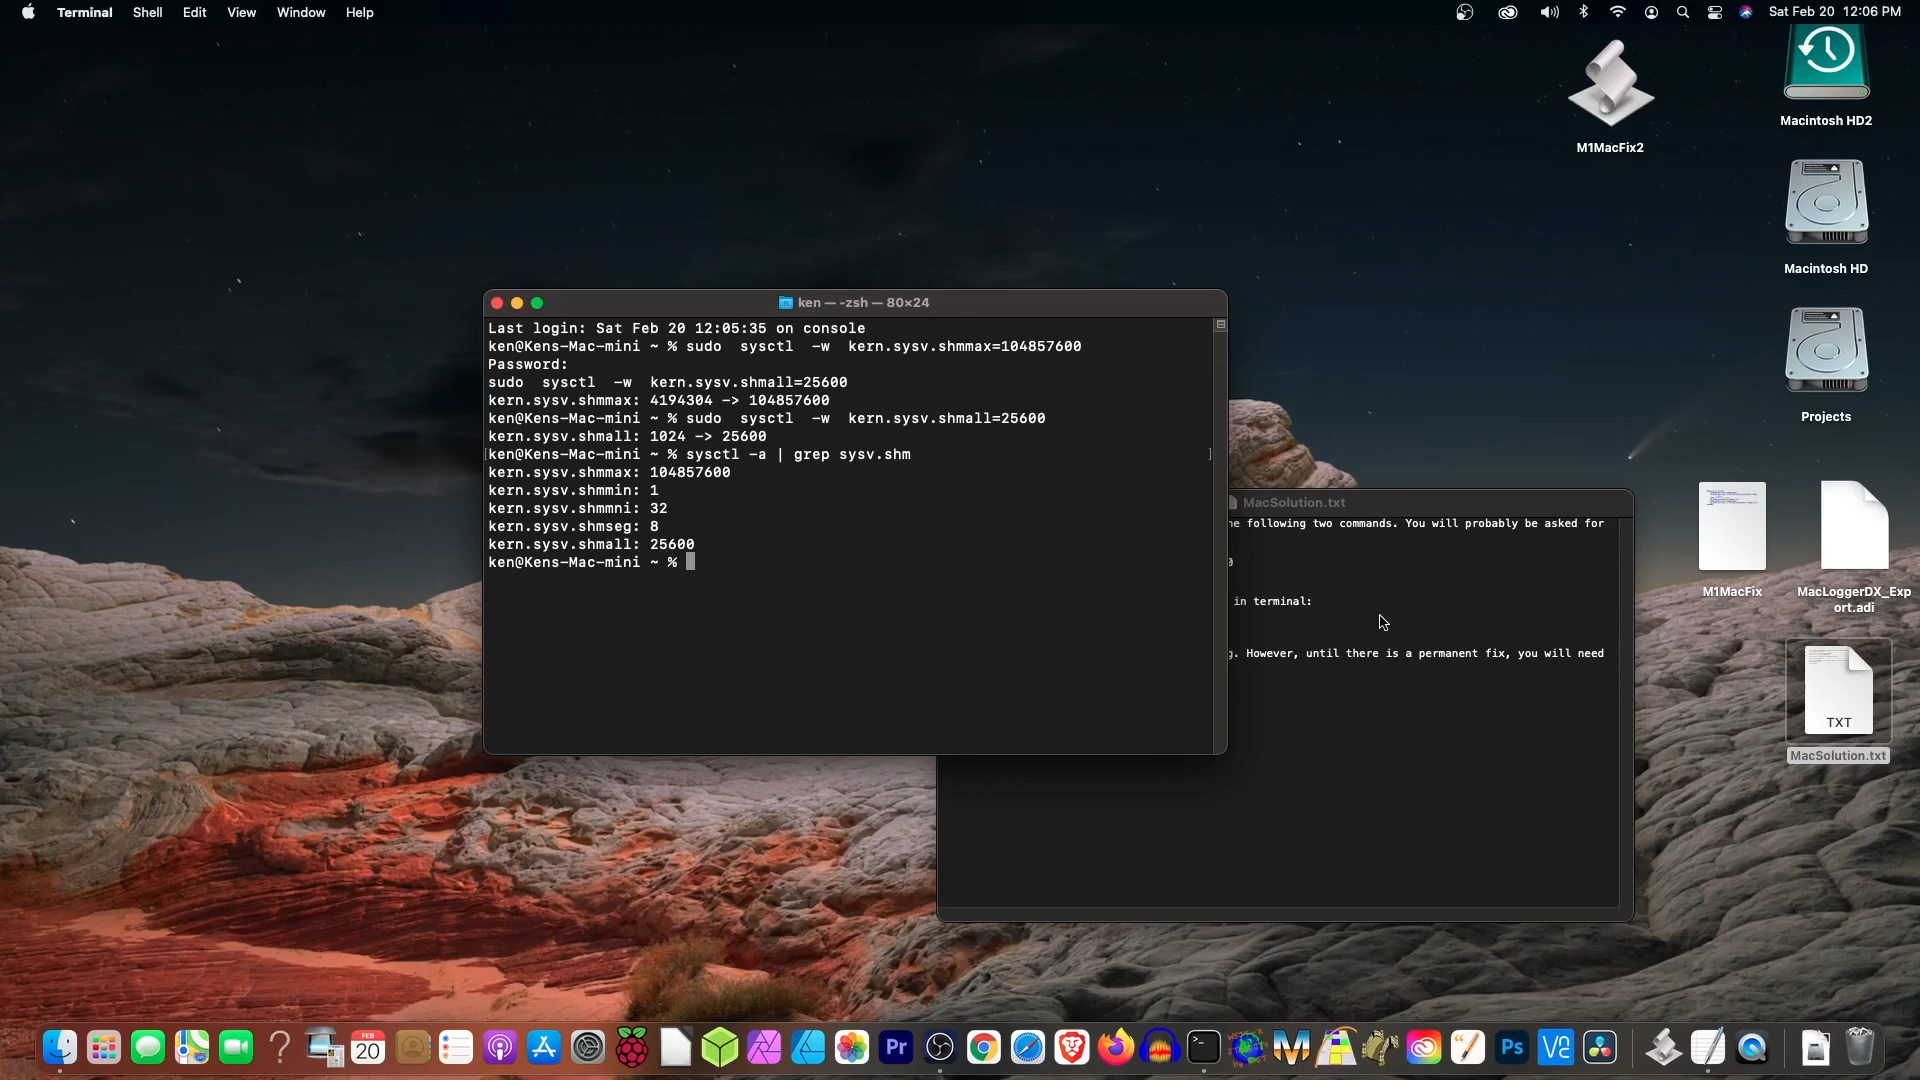 Terminal Shell Edit View Window Help
Sat Feb 20 12:06 PM
M1MacFix2
Macintosh HD2
Macintosh HD
Projects
M1MacFix
MacLoggerDX_Exp
ort.adi
TXT
MacSolution.txt
ken — -zsh — 80×24
Last login: Sat Feb 20 12:05:35 on console
ken@Kens-Mac-mini ~ % sudo  sysctl  -w  kern.sysv.shmmax=104857600
Password:
sudo  sysctl  -w  kern.sysv.shmall=25600
kern.sysv.shmmax: 4194304 -> 104857600
ken@Kens-Mac-mini ~ % sudo  sysctl  -w  kern.sysv.shmall=25600
kern.sysv.shmall: 1024 -> 25600
[ken@Kens-Mac-mini ~ % sysctl -a | grep sysv.shm ]
kern.sysv.shmmax: 104857600
kern.sysv.shmmin: 1
kern.sysv.shmmni: 32
kern.sysv.shmseg: 8
kern.sysv.shmall: 25600
ken@Kens-Mac-mini ~ %
MacSolution.txt
following two commands. You will probably be asked for
in terminal:
However, until there is a permanent fix, you will need
FEB
20
Pr
Ps